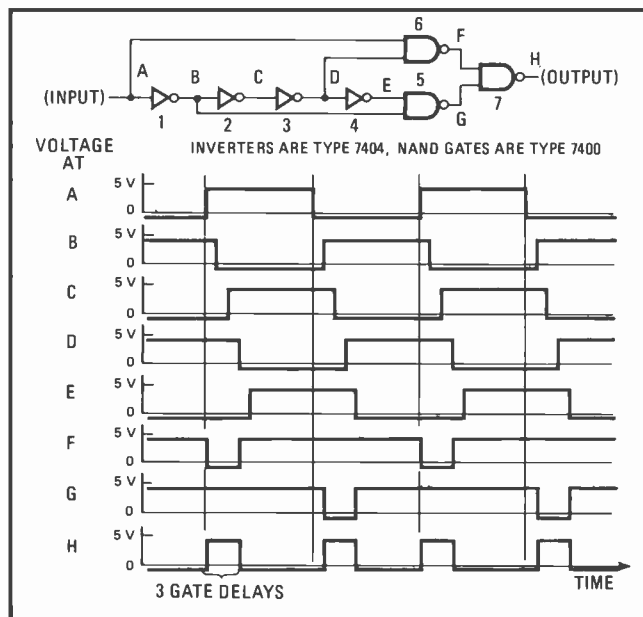 6
F
A
B
C
D
E
5
H
(INPUT)
(OUTPUT)
1
2
3
4
G
7
VOLTAGE
AT
INVERTERS ARE TYPE 7404, NAND GATES ARE TYPE 7400
A
5 V
0
B
5 V
0
C
5 V
0
D
5 V
0
E
5 V
0
F
5 V
0
G
5 V
0
H
5 V
0
TIME
3 GATE DELAYS